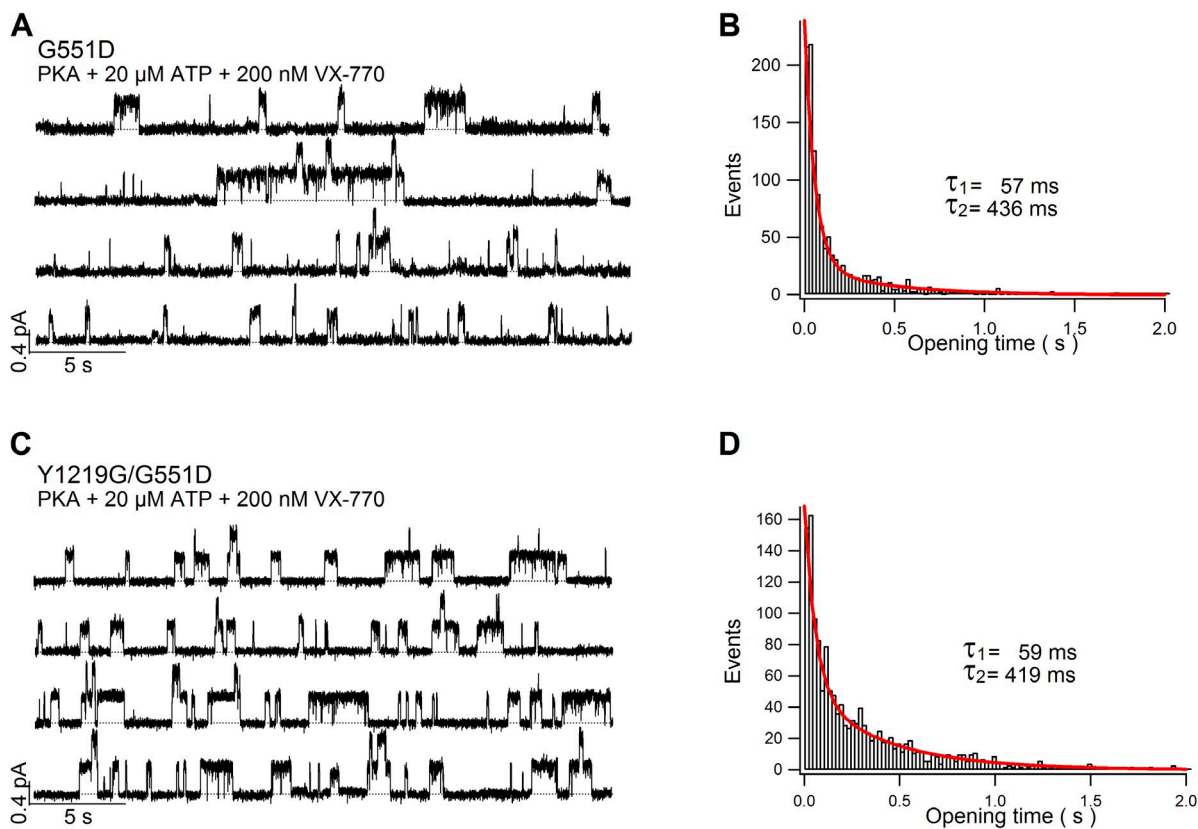 A
G551D
PKA + 20 µM ATP + 200 nM VX-770
0.4 pA
5 s
B
200
150
100
50
0
Events
τ1= 57 ms
τ2= 436 ms
0.0 0.5 1.0 1.5 2.0
Opening time ( s )
C
Y1219G/G551D
PKA + 20 µM ATP + 200 nM VX-770
0.4 pA
5 s
D
160
140
120
100
80
60
40
20
0
Events
τ1= 59 ms
τ2= 419 ms
0.0 0.5 1.0 1.5 2.0
Opening time ( s )